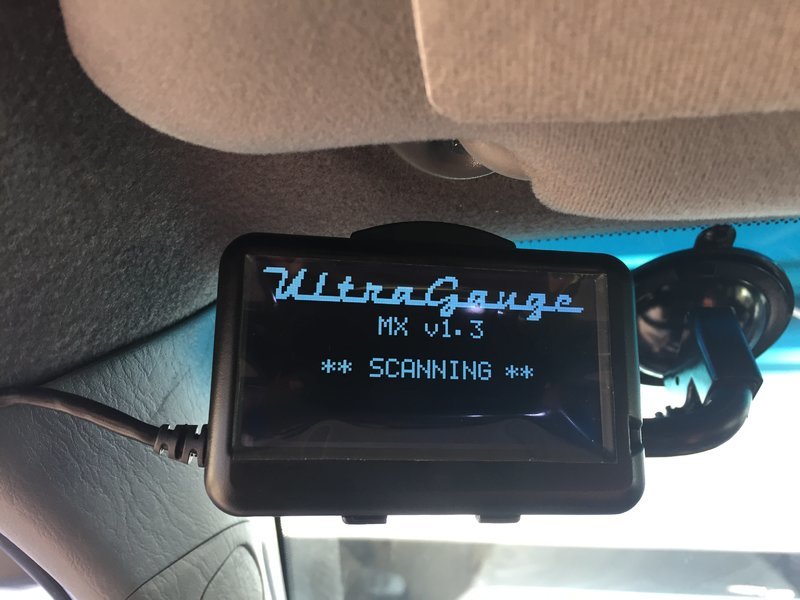 UltraGauge
MX v1.3
** SCANNING **